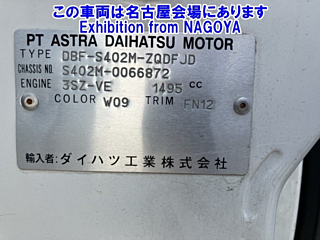 この車両は名古屋会場にあります
Exhibition from NAGOYA
PT ASTRA DAIHATSU MOTOR
TYPE DBF-S402M-ZQDFJD
CHASSIS NO. S402M-0066872
ENGINE 3SZ-VE 1495 CC
COLOR W09 TRIM FN12
輸入者: ダイハツ工業株式会社